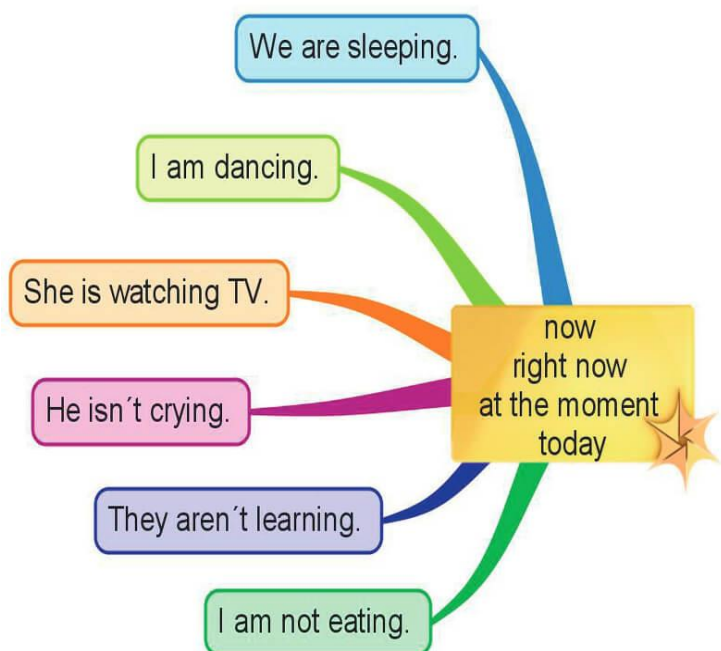 We are sleeping.
I am dancing.
She is watching TV.
He isn´t crying.
They aren´t learning.
I am not eating.
now
right now
at the moment
today